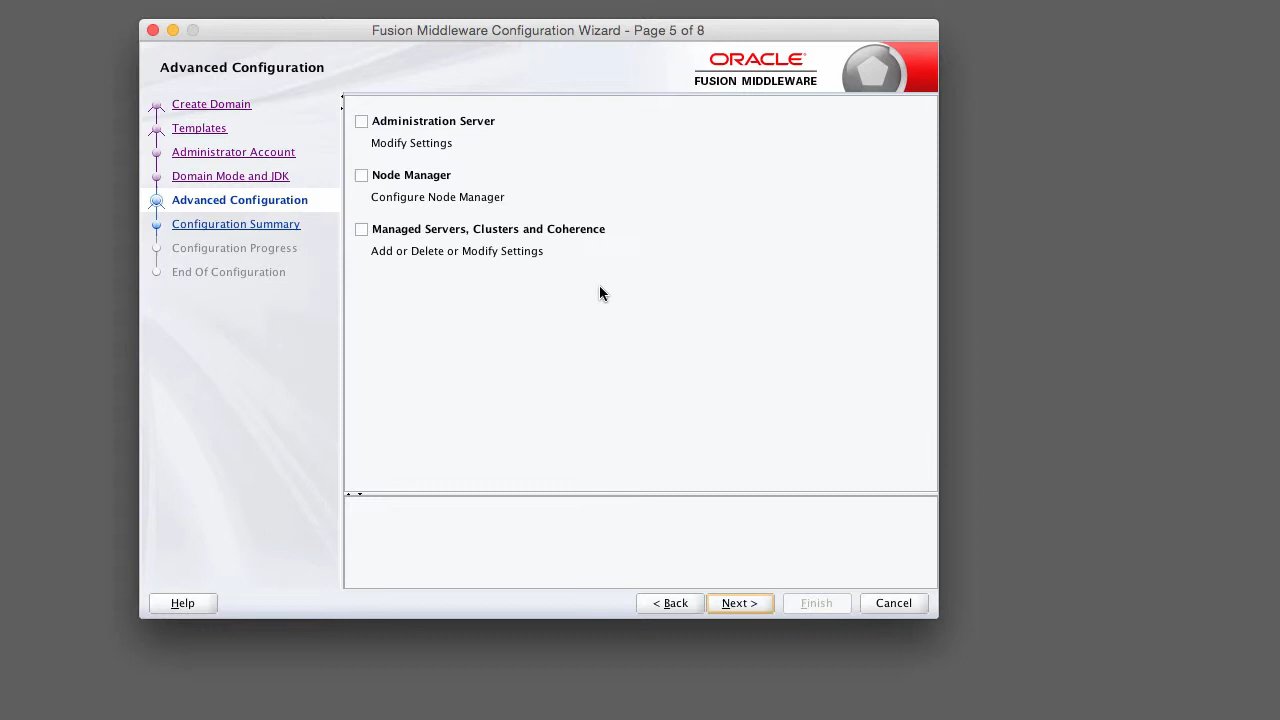 Fusion Middleware Configuration Wizard - Page 5 of 8
Advanced Configuration
ORACLE
FUSION MIDDLEWARE
Create Domain
Templates
Administrator Account
Domain Mode and JDK
Advanced Configuration
Configuration Summary
Configuration Progress
End Of Configuration
Administration Server
Modify Settings
Node Manager
Configure Node Manager
Managed Servers, Clusters and Coherence
Add or Delete or Modify Settings
Help
< Back
Next >
Finish
Cancel